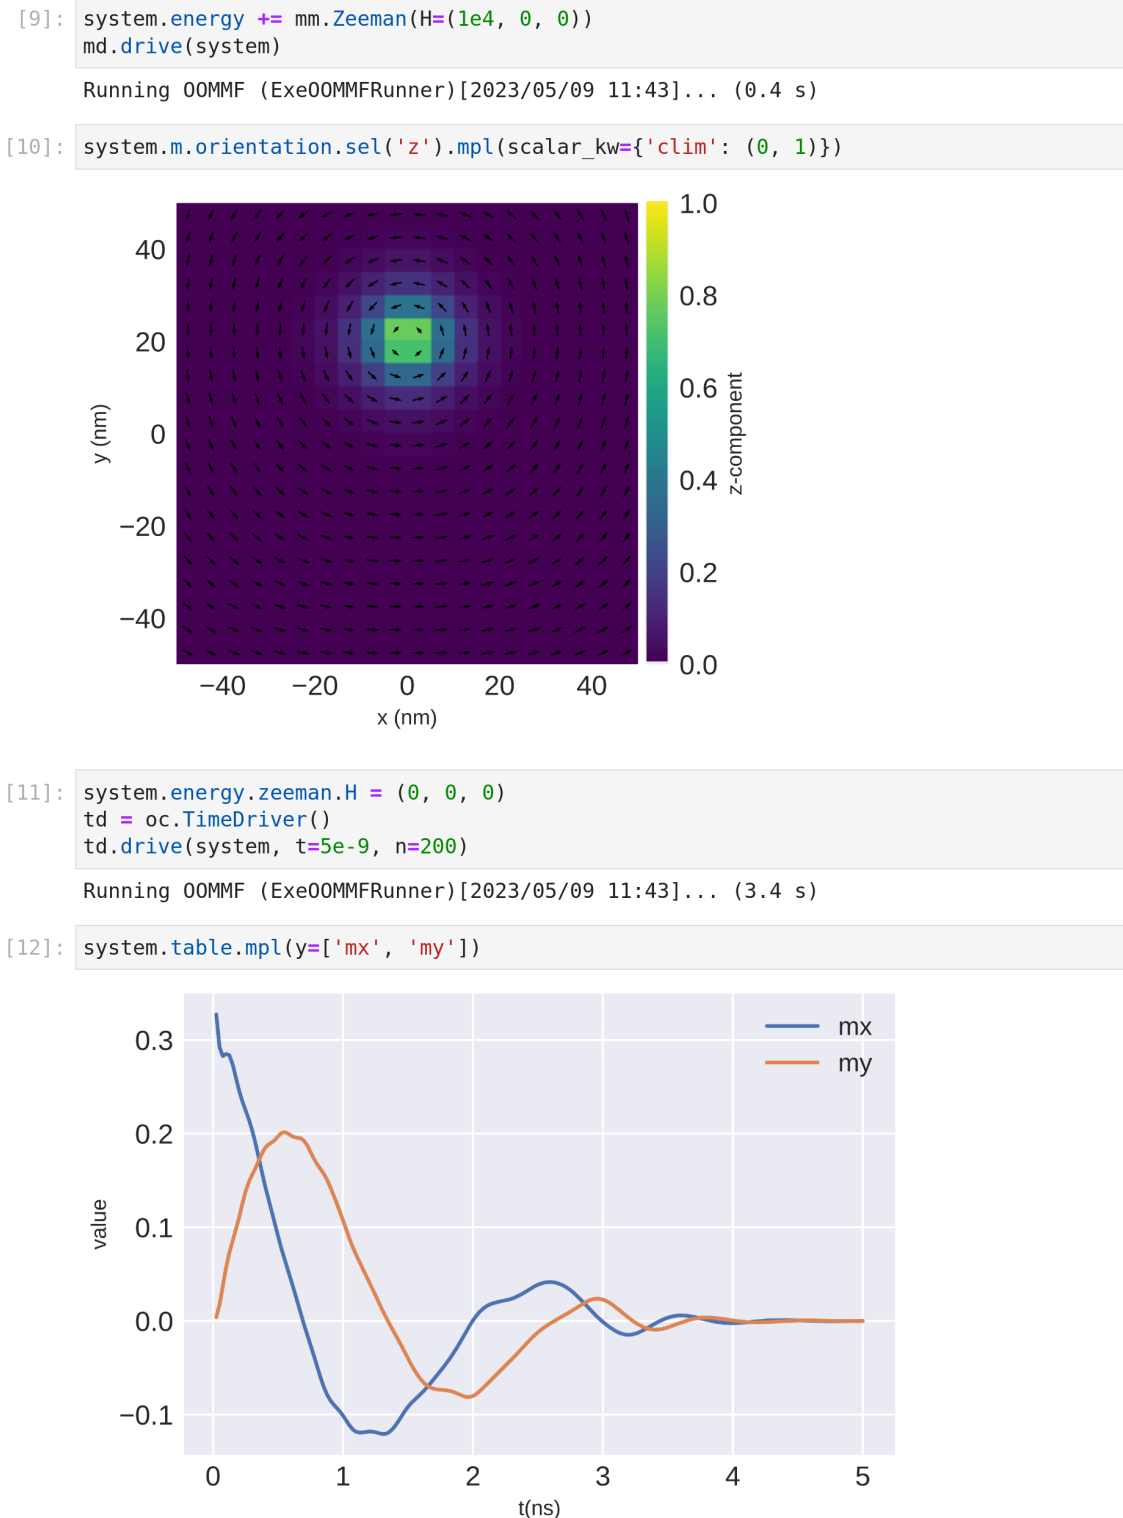 [9]: system.energy += mm.Zeeman(H=(1e4, 0, 0))
md.drive(system)
Running OOMMF (ExeOOMMFRunner)[2023/05/09 11:43]... (0.4 s)
[10]: system.m.orientation.sel('z').mpl(scalar_kw={'clim': (0, 1)})
40
20
0
−20
−40
y (nm)
−40 −20 0 20 40
x (nm)
1.0
0.8
0.6
0.4
0.2
0.0
z-component
[11]: system.energy.zeeman.H = (0, 0, 0)
td = oc.TimeDriver()
td.drive(system, t=5e-9, n=200)
Running OOMMF (ExeOOMMFRunner)[2023/05/09 11:43]... (3.4 s)
[12]: system.table.mpl(y=['mx', 'my'])
mx
my
0.3
0.2
0.1
0.0
−0.1
value
0 1 2 3 4 5
t(ns)